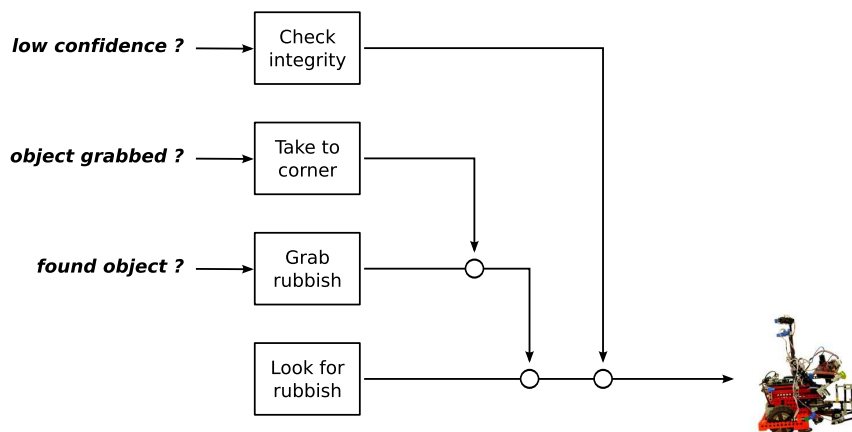 low confidence ?
Check
integrity
object grabbed ?
Take to
corner
found object ?
Grab
rubbish
Look for
rubbish